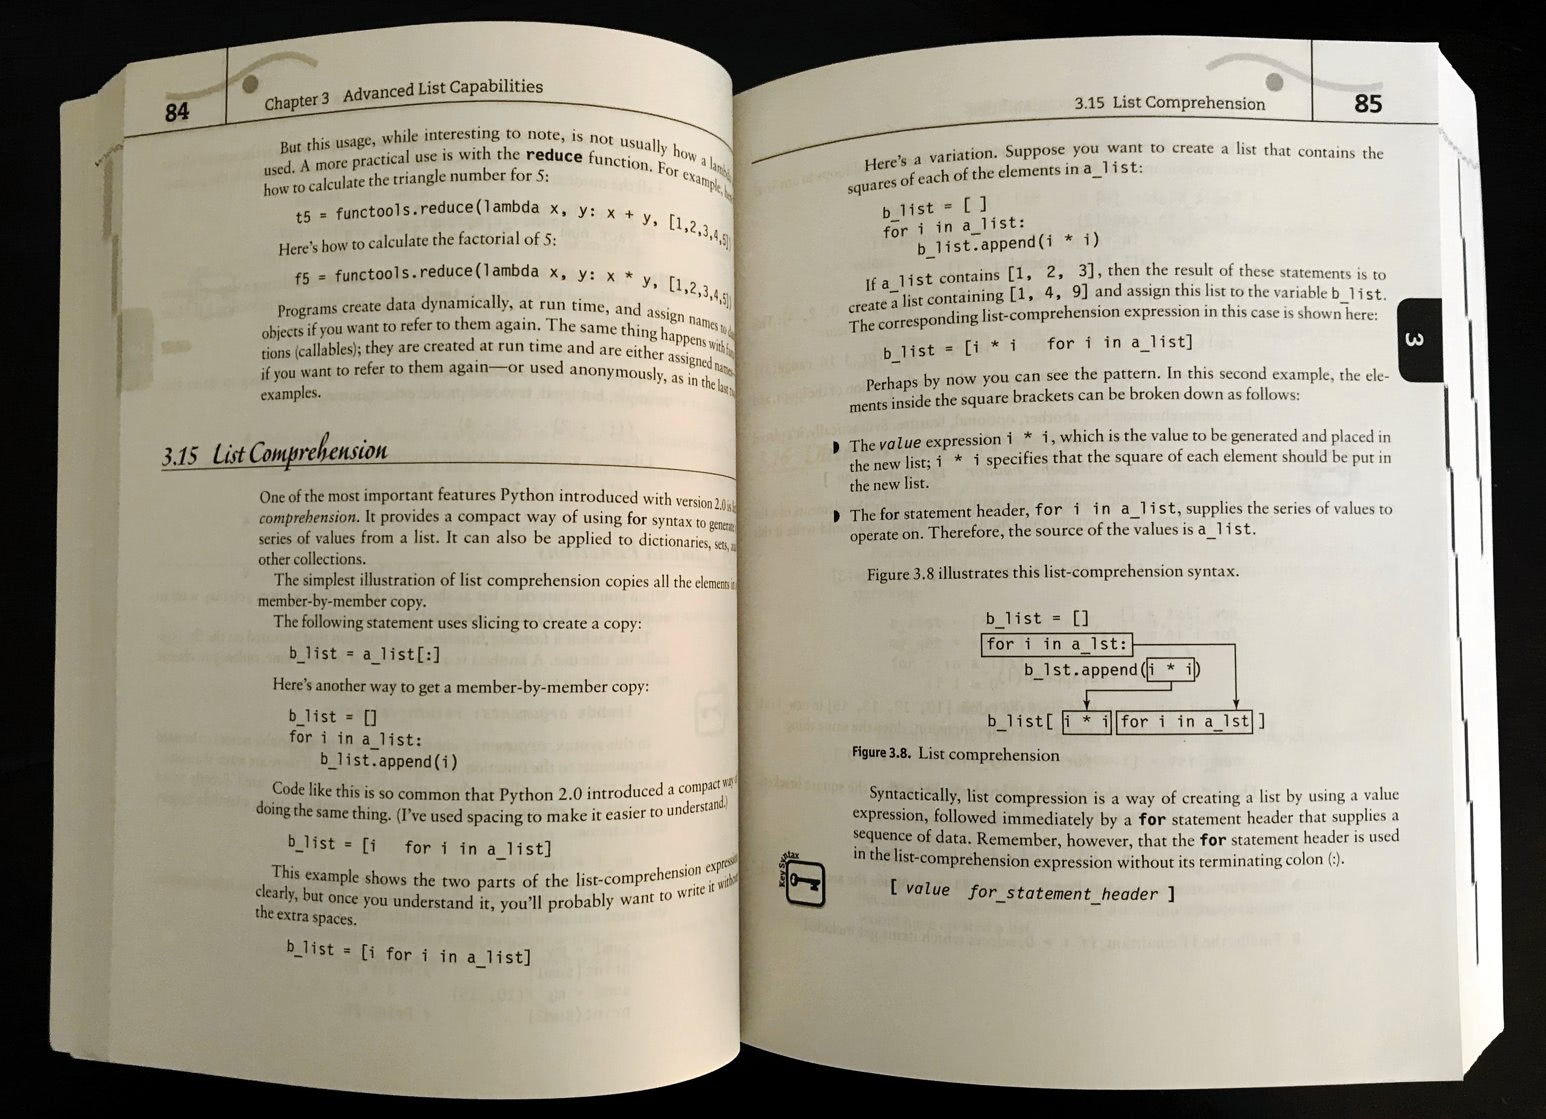 84
Chapter 3 Advanced List Capabilities
But this usage, while interesting to note, is not usually how a
used. A more practical use is with the reduce function. For example,
how to calculate the triangle number for 5:
t5 = functools.reduce(lambda x, y: x + y, [1,2,3,4,5])
Here's how to calculate the factorial of 5:
f5 = functools.reduce(lambda x, y: x * y, [1,2,3,4,5])
Programs create data dynamically, at run time, and assign names to
objects if you want to refer to them again. The same thing happens with
tions (callables); they are created at run time and are either assigned names
if you want to refer to them again—or used anonymously, as in the last
examples.
3.15 List Comprehension
One of the most important features Python introduced with version 2.0 is
comprehension. It provides a compact way of using for syntax to generate
series of values from a list. It can also be applied to dictionaries, sets,
other collections.
The simplest illustration of list comprehension copies all the elements in
member-by-member copy.
The following statement uses slicing to create a copy:
b_list = a_list[:]
Here's another way to get a member-by-member copy:
b_list = []
for i in a_list:
b_list.append(i)
Code like this is so common that Python 2.0 introduced a compact way
doing the same thing. (I've used spacing to make it easier to understand.)
b_list = [i   for i in a_list]
This example shows the two parts of the list-comprehension
clearly, but once you understand it, you'll probably want to write it
the extra spaces.
b_list = [i for i in a_list]
3.15 List Comprehension
85
Here's a variation. Suppose you want to create a list that contains the
squares of each of the elements in a_list:
b_list = [ ]
for i in a_list:
b_list.append(i * i)
If a_list contains [1, 2, 3], then the result of these statements is to
create a list containing [1, 4, 9] and assign this list to the variable b_list.
The corresponding list-comprehension expression in this case is shown here:
b_list = [i * i   for i in a_list]
Perhaps by now you can see the pattern. In this second example, the ele-
ments inside the square brackets can be broken down as follows:
The value expression i * i, which is the value to be generated and placed in
the new list; i * i specifies that the square of each element should be put in
the new list.
The for statement header, for i in a_list, supplies the series of values to
operate on. Therefore, the source of the values is a_list.
Figure 3.8 illustrates this list-comprehension syntax.
b_list = []
for i in a_lst:
b_lst.append(i * i)
b_list[ i * i for i in a_lst ]
Figure 3.8. List comprehension
Syntactically, list compression is a way of creating a list by using a value
expression, followed immediately by a for statement header that supplies a
sequence of data. Remember, however, that the for statement header is used
in the list-comprehension expression without its terminating colon (:).
Key Syntax
[ value for_statement_header ]
3